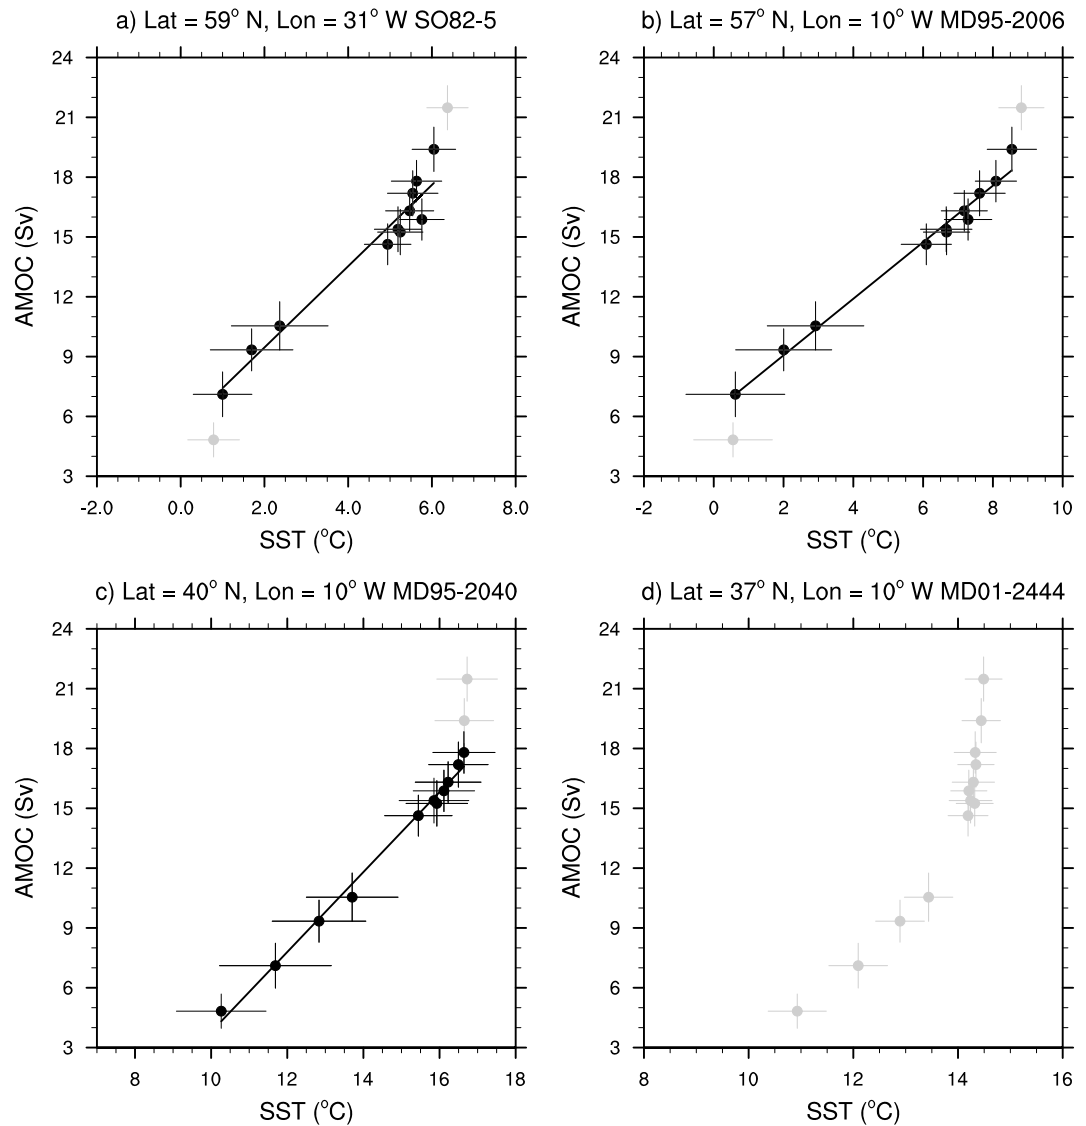 a) Lat = 59° N, Lon = 31° W SO82-5
24
21
18
15
12
9
6
3
AMOC (Sv)
-2.0 0.0 2.0 4.0 6.0 8.0
SST (°C)
b) Lat = 57° N, Lon = 10° W MD95-2006
24
21
18
15
12
9
6
3
AMOC (Sv)
-2 0 2 4 6 8 10
SST (°C)
c) Lat = 40° N, Lon = 10° W MD95-2040
24
21
18
15
12
9
6
3
AMOC (Sv)
8 10 12 14 16 18
SST (°C)
d) Lat = 37° N, Lon = 10° W MD01-2444
24
21
18
15
12
9
6
3
AMOC (Sv)
8 10 12 14 16
SST (°C)